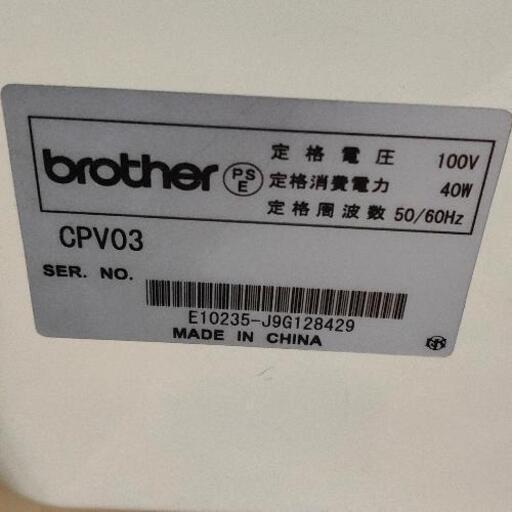 brother
PS
E
定格電圧 100V
定格消費電力 40W
定格周波数 50/60Hz
CPV03
SER. NO.
E10235-J9G128429
MADE IN CHINA